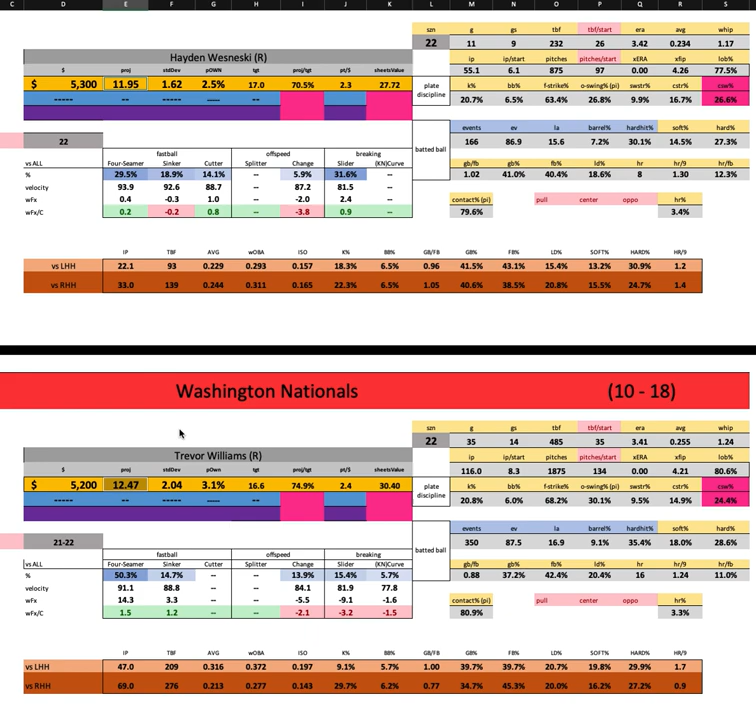 C D E F G H I J K L M N O P Q R S
szn g gs tbf tbf/start era avg whip
22 11 9 232 26 3.42 0.234 1.17
Hayden Wesneski (R)
ip ip/start pitches pitches/start xERA xfip lob%
55.1 6.1 875 97 0.00 4.26 77.5%
$ proj stdDev pOWN tgt proj/tgt pt/$ sheetsValue
$ 5,300 11.95 1.62 2.5% 17.0 70.5% 2.3 27.72
plate discipline
k% bb% f-strike% o-swing% (pi) swstr% cstr% csw%
20.7% 6.5% 63.4% 26.8% 9.9% 16.7% 26.6%
----- -- ----- ---- --
22
batted ball
events ev la barrel% hardhit% soft% hard%
166 86.9 15.6 7.2% 30.1% 14.5% 27.3%
fastball offspeed breaking
vs ALL Four-Seamer Sinker Cutter Splitter Change Slider (KN)Curve
% 29.5% 18.9% 14.1% -- 5.9% 31.6% --
velocity 93.9 92.6 88.7 -- 87.2 81.5 --
wFx 0.4 -0.3 1.0 -- -2.0 2.4 --
wFx/C 0.2 -0.2 0.8 -- -3.8 0.9 --
gb/fb gb% fb% ld% hr hr/9 hr/fb
1.02 41.0% 40.4% 18.6% 8 1.30 12.3%
contact% (pi) pull center oppo hr%
79.6% 3.4%
IP TBF AVG wOBA ISO K% BB% GB/FB GB% FB% LD% SOFT% HARD% HR/9
vs LHH 22.1 93 0.229 0.293 0.157 18.3% 6.5% 0.96 41.5% 43.1% 15.4% 13.2% 30.9% 1.2
vs RHH 33.0 139 0.244 0.311 0.165 22.3% 6.5% 1.05 40.6% 38.5% 20.8% 15.5% 24.7% 1.4
Washington Nationals (10 - 18)
szn g gs tbf tbf/start era avg whip
22 35 14 485 35 3.41 0.255 1.24
Trevor Williams (R)
ip ip/start pitches pitches/start xERA xfip lob%
116.0 8.3 1875 134 0.00 4.21 80.6%
$ proj stdDev pOwn tgt proj/tgt pt/$ sheetsValue
$ 5,200 12.47 2.04 3.1% 16.6 74.9% 2.4 30.40
plate discipline
k% bb% f-strike% o-swing% (pi) swstr% cstr% csw%
20.8% 6.0% 68.2% 30.1% 9.5% 14.9% 24.4%
----- -- ----- ---- --
21-22
batted ball
events ev la barrel% hardhit% soft% hard%
350 87.5 16.9 9.1% 35.4% 18.0% 28.6%
fastball offspeed breaking
vs ALL Four-Seamer Sinker Cutter Splitter Change Slider (KN)Curve
% 50.3% 14.7% -- -- 13.9% 15.4% 5.7%
velocity 91.1 88.8 -- -- 84.1 81.9 77.8
wFx 14.3 3.3 -- -- -5.5 -9.1 -1.6
wFx/C 1.5 1.2 -- -- -2.1 -3.2 -1.5
gb/fb gb% fb% ld% hr hr/9 hr/fb
0.88 37.2% 42.4% 20.4% 16 1.24 11.0%
contact% (pi) pull center oppo hr%
80.9% 3.3%
IP TBF AVG wOBA ISO K% BB% GB/FB GB% FB% LD% SOFT% HARD% HR/9
vs LHH 47.0 209 0.316 0.372 0.197 9.1% 5.7% 1.00 39.7% 39.7% 20.7% 19.8% 29.9% 1.7
vs RHH 69.0 276 0.213 0.277 0.143 29.7% 6.2% 0.77 34.7% 45.3% 20.0% 16.2% 27.2% 0.9